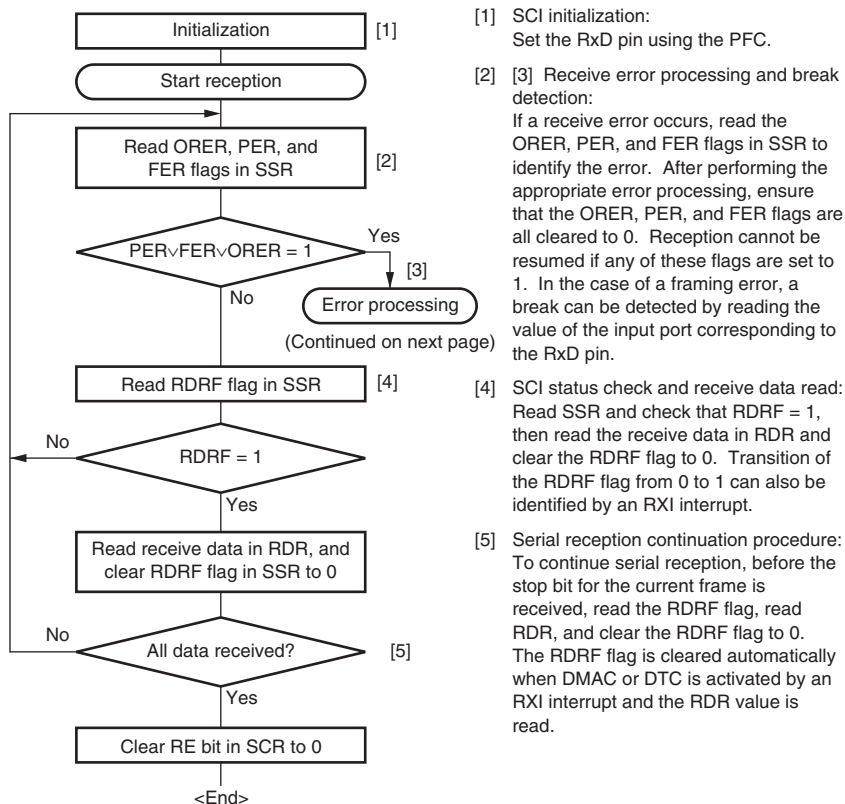 Initialization
[1]
Start reception
Read ORER, PER, and
FER flags in SSR
[2]
PER∨FER∨ORER = 1
Yes
[3]
No
Error processing
(Continued on next page)
Read RDRF flag in SSR
[4]
No
RDRF = 1
Yes
Read receive data in RDR, and
clear RDRF flag in SSR to 0
No
All data received?
[5]
Yes
Clear RE bit in SCR to 0
<End>
[1] SCI initialization:
Set the RxD pin using the PFC.
[2] [3] Receive error processing and break
detection:
If a receive error occurs, read the
ORER, PER, and FER flags in SSR to
identify the error. After performing the
appropriate error processing, ensure
that the ORER, PER, and FER flags are
all cleared to 0. Reception cannot be
resumed if any of these flags are set to
1. In the case of a framing error, a
break can be detected by reading the
value of the input port corresponding to
the RxD pin.
[4] SCI status check and receive data read:
Read SSR and check that RDRF = 1,
then read the receive data in RDR and
clear the RDRF flag to 0. Transition of
the RDRF flag from 0 to 1 can also be
identified by an RXI interrupt.
[5] Serial reception continuation procedure:
To continue serial reception, before the
stop bit for the current frame is
received, read the RDRF flag, read
RDR, and clear the RDRF flag to 0.
The RDRF flag is cleared automatically
when DMAC or DTC is activated by an
RXI interrupt and the RDR value is
read.